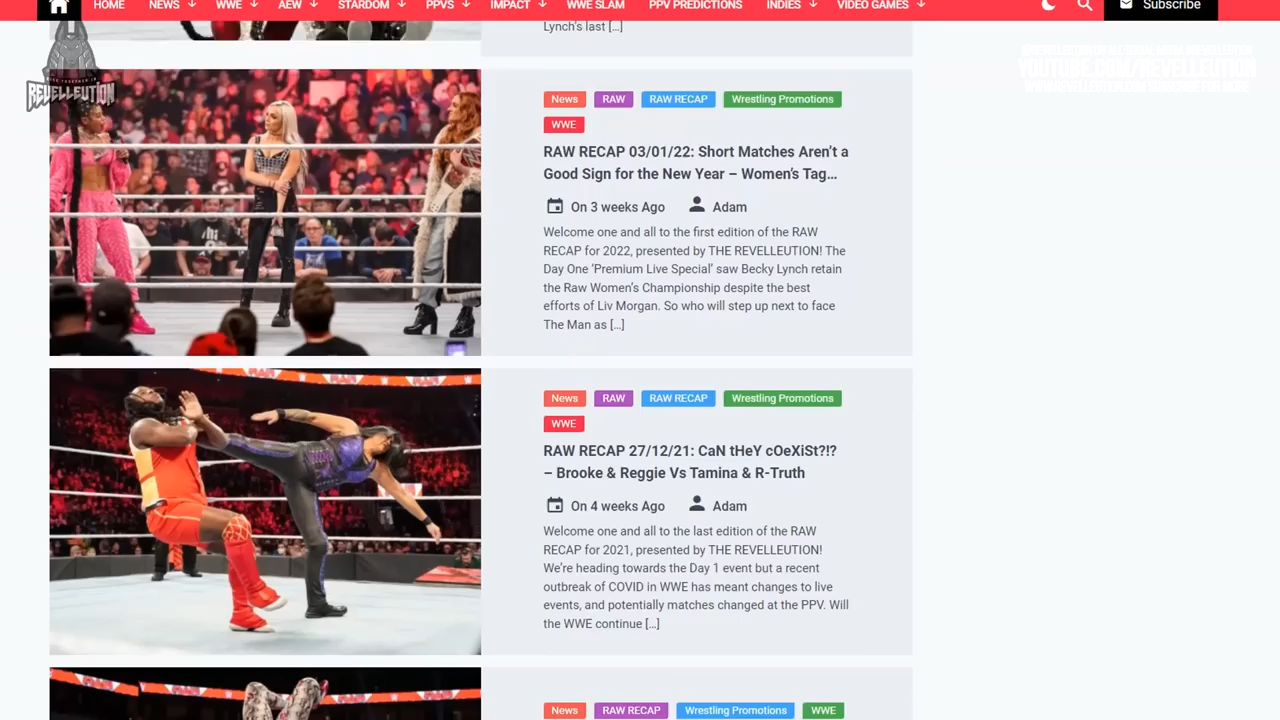 HOME NEWS WWE AEW STARDOM PPVS IMPACT WWE SLAM PPV PREDICTIONS INDIES VIDEO GAMES Subscribe
Lynch's last […]
REVELLEUTION
YOUTUBE.COM/REVELLEUTION
News RAW RAW RECAP Wrestling Promotions
WWE
RAW RECAP 03/01/22: Short Matches Aren't a
Good Sign for the New Year – Women's Tag…
On 3 weeks Ago Adam
Welcome one and all to the first edition of the RAW
RECAP for 2022, presented by THE REVELLEUTION! The
Day One 'Premium Live Special' saw Becky Lynch retain
the Raw Women's Championship despite the best
efforts of Liv Morgan. So who will step up next to face
The Man as […]
News RAW RAW RECAP Wrestling Promotions
WWE
RAW RECAP 27/12/21: CaN tHeY cOeXiSt?!?
– Brooke & Reggie Vs Tamina & R-Truth
On 4 weeks Ago Adam
Welcome one and all to the last edition of the RAW
RECAP for 2021, presented by THE REVELLEUTION!
We're heading towards the Day 1 event but a recent
outbreak of COVID in WWE has meant changes to live
events, and potentially matches changed at the PPV. Will
the WWE continue […]
News RAW RECAP Wrestling Promotions WWE